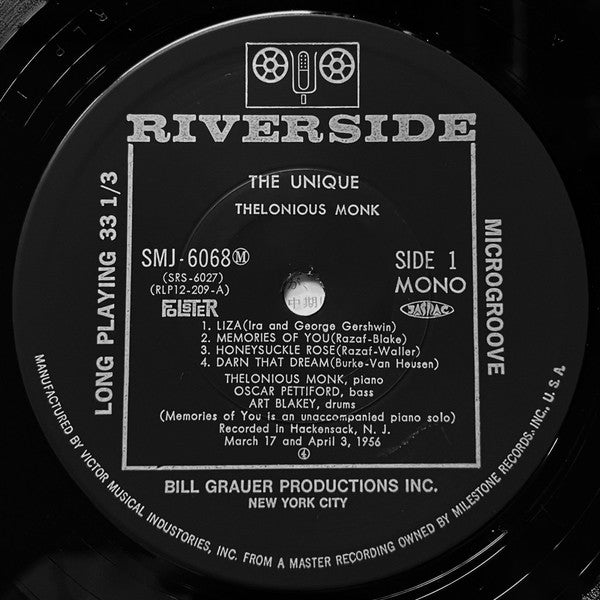 RIVERSIDE
THE UNIQUE
THELONIOUS MONK
LONG PLAYING 33 1/3
MICROGROOVE
SMJ-6068 Ⓜ
(SRS-6027)
(RLP12-209-A)
SIDE 1
MONO
JASRAC
1. LIZA(Ira and George Gershwin)
2. MEMORIES OF YOU(Razaf-Blake)
3. HONEYSUCKLE ROSE(Razaf-Waller)
4. DARN THAT DREAM(Burke-Van Heusen)
THELONIOUS MONK, piano
OSCAR PETTIFORD, bass
ART BLAKEY, drums
(Memories of You is an unaccompanied piano solo)
Recorded in Hackensack, N. J.
March 17 and April 3, 1956
BILL GRAUER PRODUCTIONS INC.
NEW YORK CITY
MANUFACTURED BY VICTOR MUSICAL INDUSTORIES, INC. FROM A MASTER RECORDING OWNED BY MILESTONE RECORDS, INC., U.S.A.